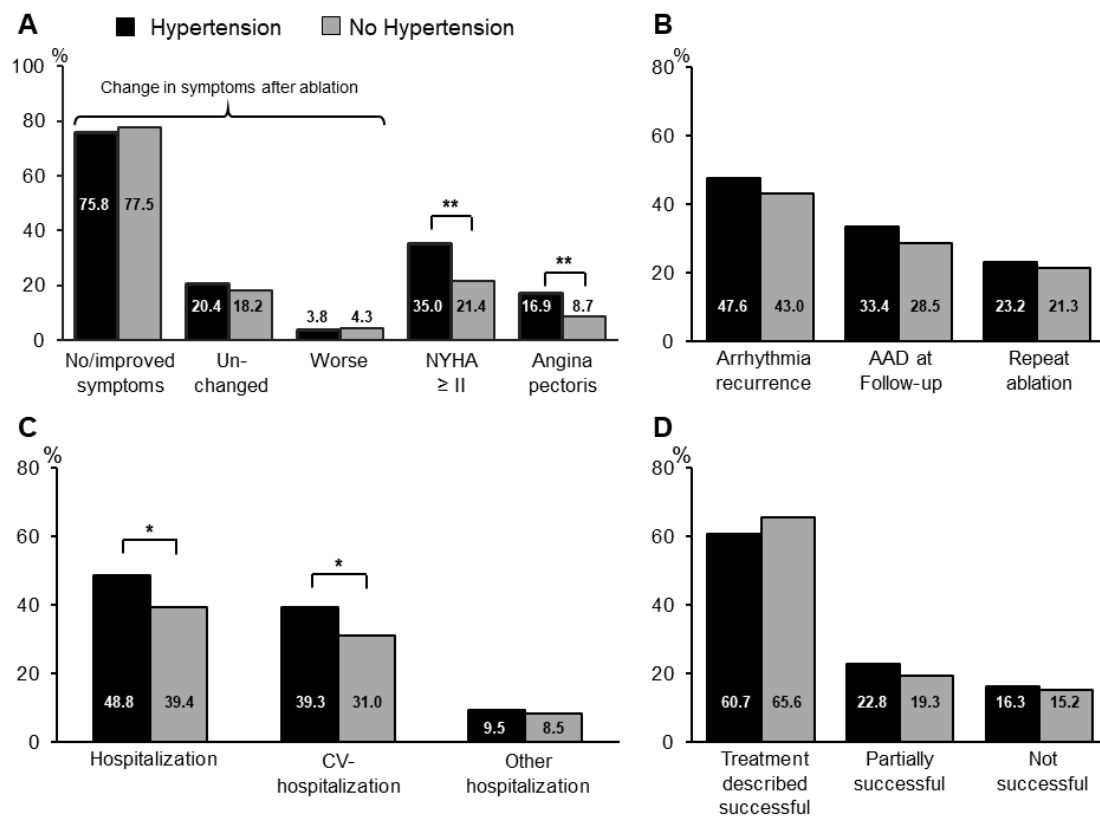 A
Hypertension
No Hypertension
%
100
80
60
40
20
0
Change in symptoms after ablation
75.8
77.5
20.4
18.2
3.8
4.3
**
35.0
21.4
**
16.9
8.7
No/improved
symptoms
Un-
changed
Worse
NYHA
≥ II
Angina
pectoris
B
%
80
60
40
20
0
47.6
43.0
33.4
28.5
23.2
21.3
Arrhythmia
recurrence
AAD at
Follow-up
Repeat
ablation
C
%
80
60
40
20
0
*
48.8
39.4
*
39.3
31.0
9.5
8.5
Hospitalization
CV-
hospitalization
Other
hospitalization
D
%
80
60
40
20
0
60.7
65.6
22.8
19.3
16.3
15.2
Treatment
described
successful
Partially
successful
Not
successful